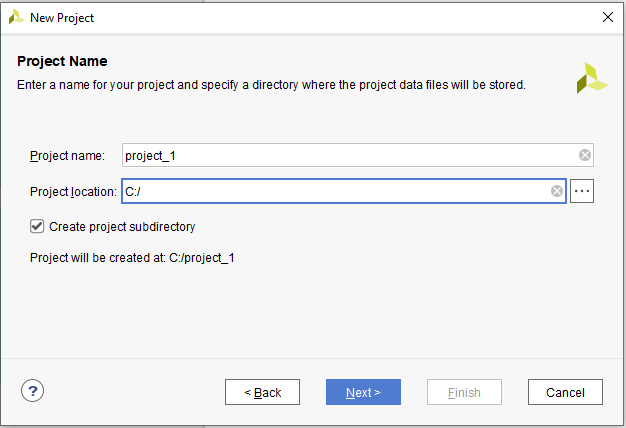 New Project
Project Name
Enter a name for your project and specify a directory where the project data files will be stored.
Project name: project_1
Project location: C:/ ...
Create project subdirectory
Project will be created at: C:/project_1
? < Back Next > Finish Cancel